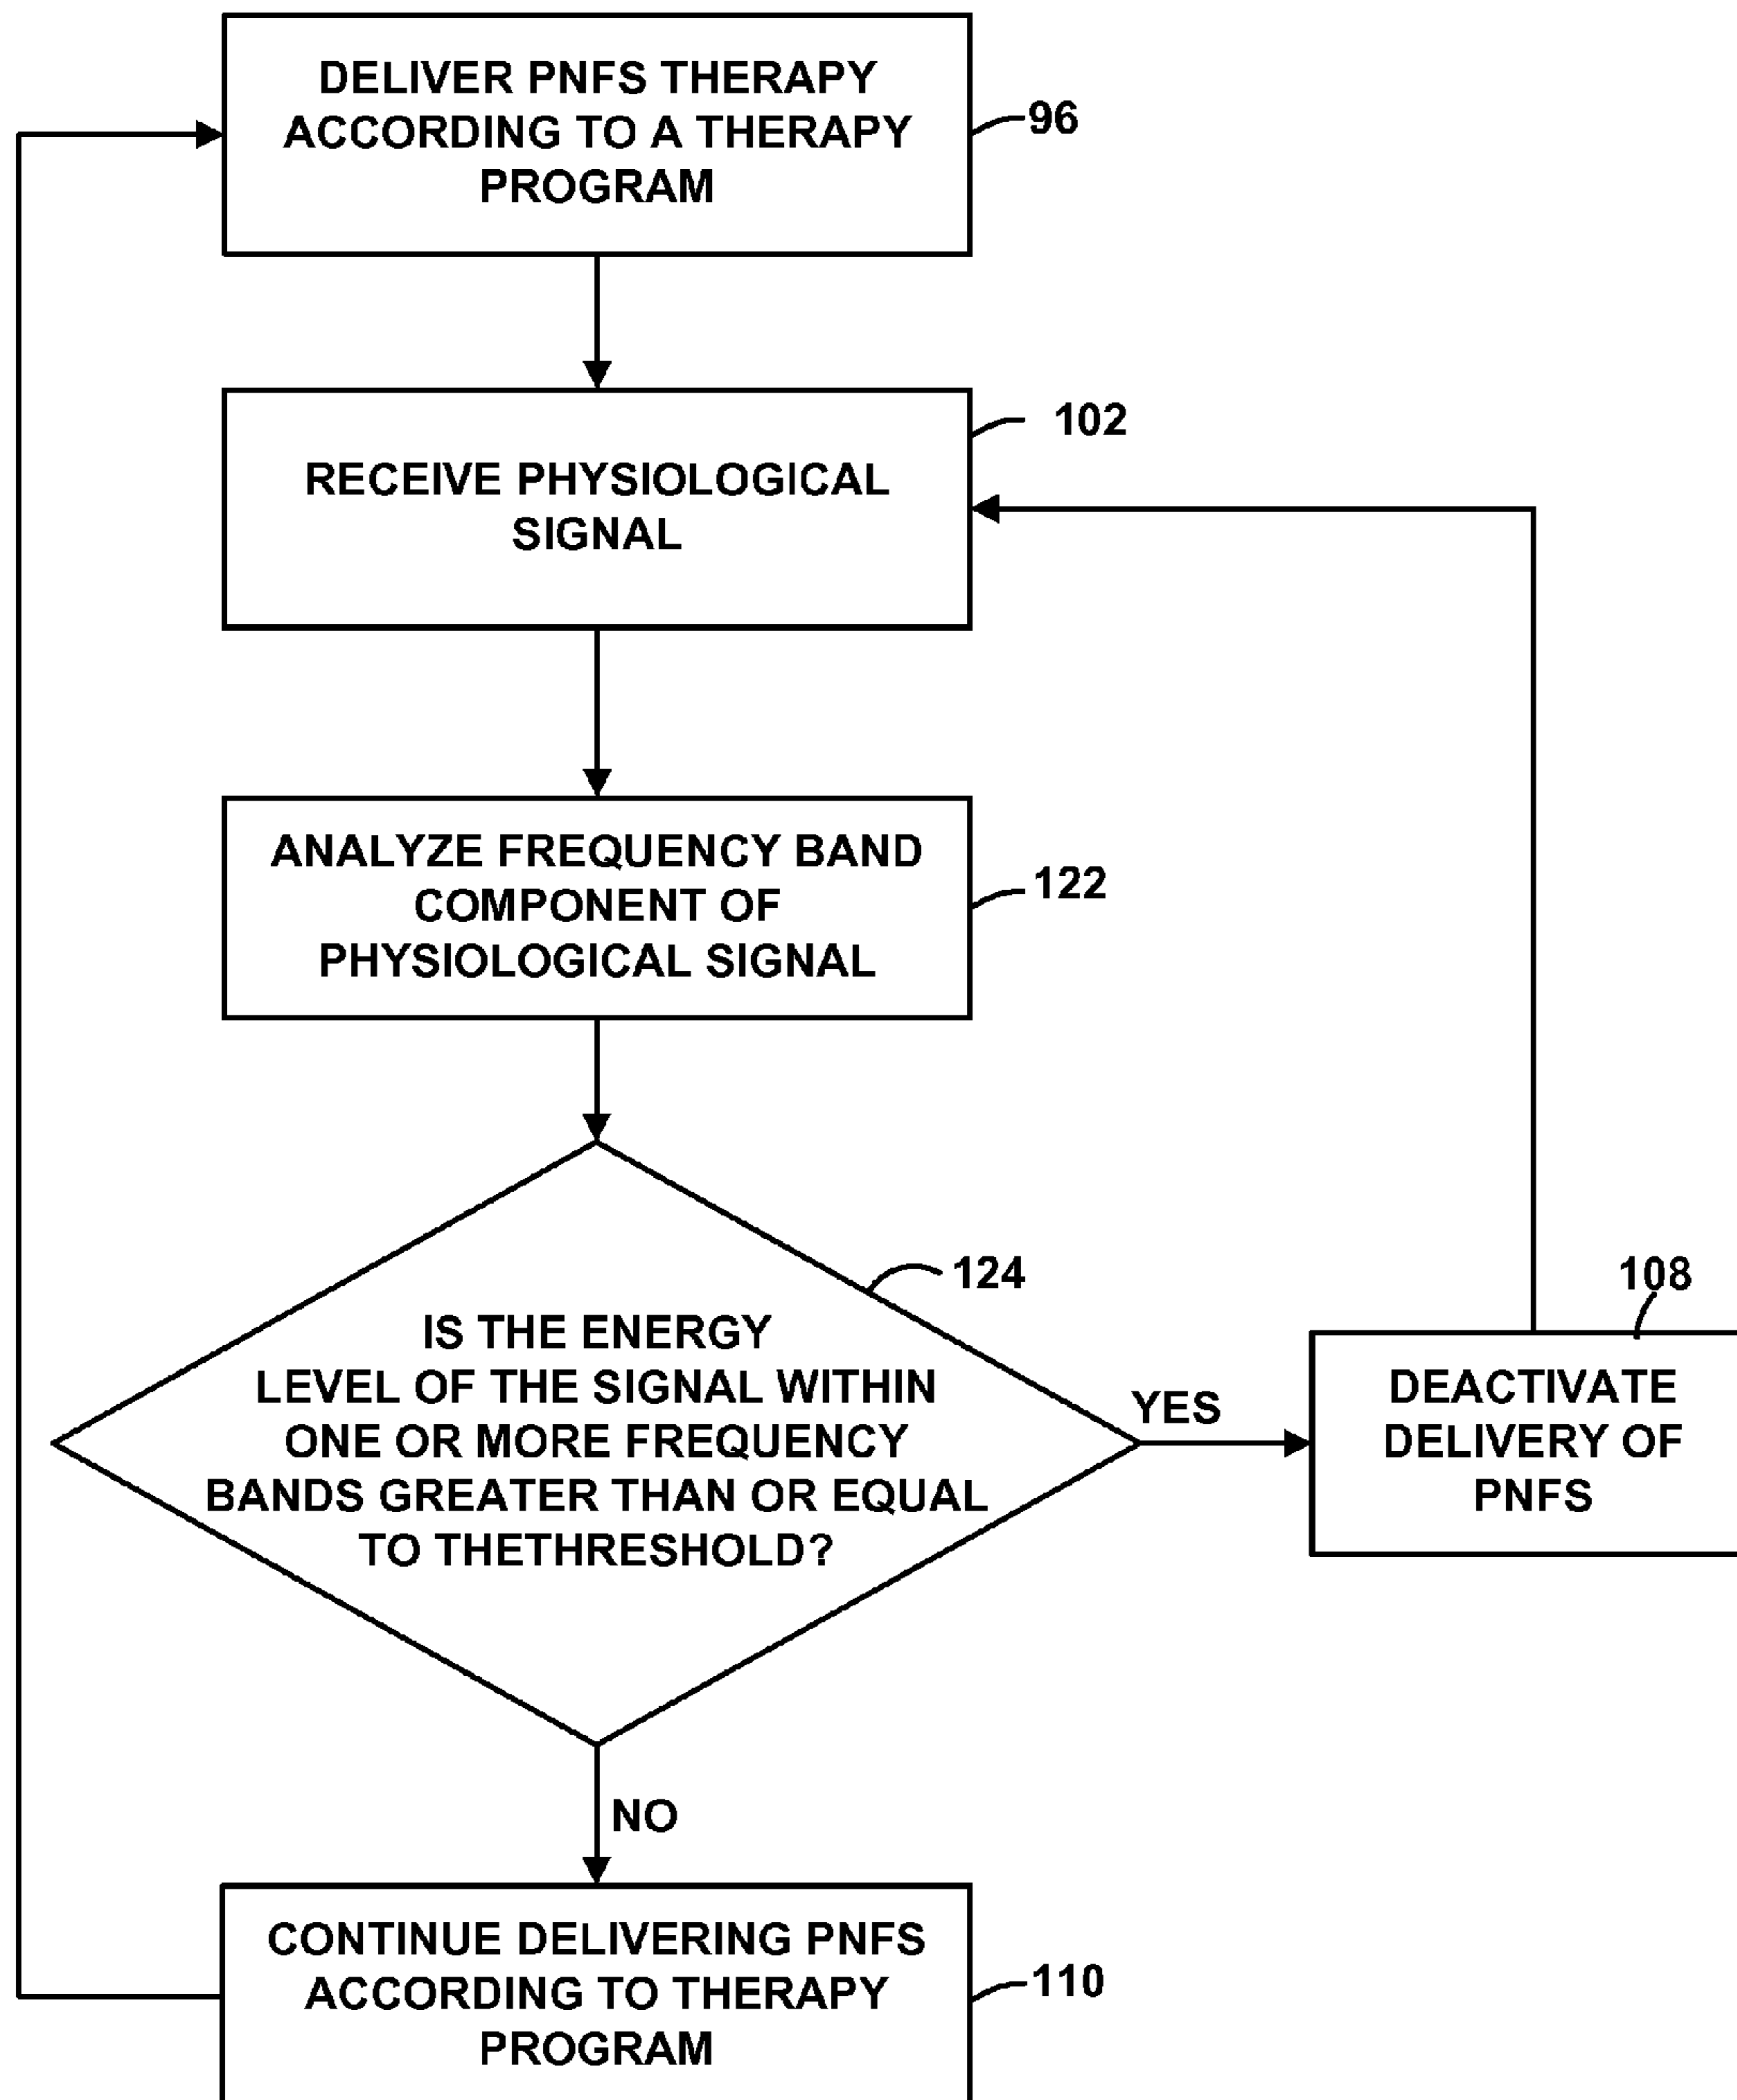 DELIVER PNFS THERAPY
ACCORDING TO A THERAPY
PROGRAM
96
RECEIVE PHYSIOLOGICAL
SIGNAL
102
ANALYZE FREQUENCY BAND
COMPONENT OF
PHYSIOLOGICAL SIGNAL
122
IS THE ENERGY
LEVEL OF THE SIGNAL WITHIN
ONE OR MORE FREQUENCY
BANDS GREATER THAN OR EQUAL
TO THETHRESHOLD?
124
YES
108
DEACTIVATE
DELIVERY OF
PNFS
NO
CONTINUE DELIVERING PNFS
ACCORDING TO THERAPY
PROGRAM
110